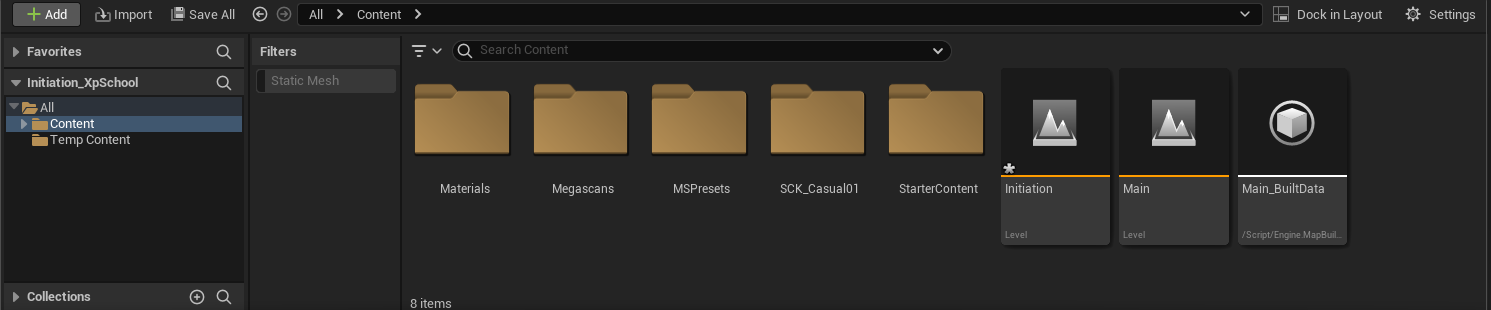 Add Import Save All All Content Dock in Layout Settings
Favorites
Initiation_XpSchool
All
Content
Temp Content
Collections
Filters
Static Mesh
Search Content
Materials Megascans MSPresets SCK_Casual01 StarterContent Initiation Main Main_BuiltData
Level Level /Script/Engine.MapBuil...
8 items